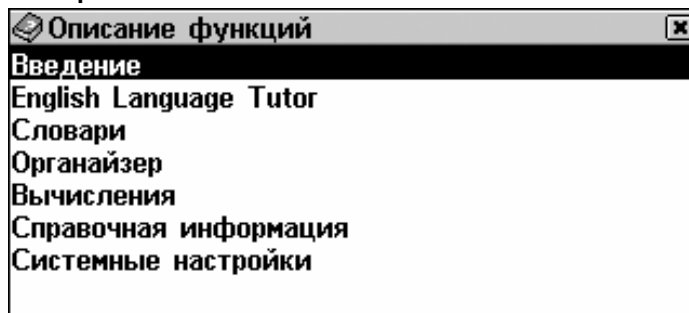 Описание функций
Введение
English Language Tutor
Словари
Органайзер
Вычисления
Справочная информация
Системные настройки